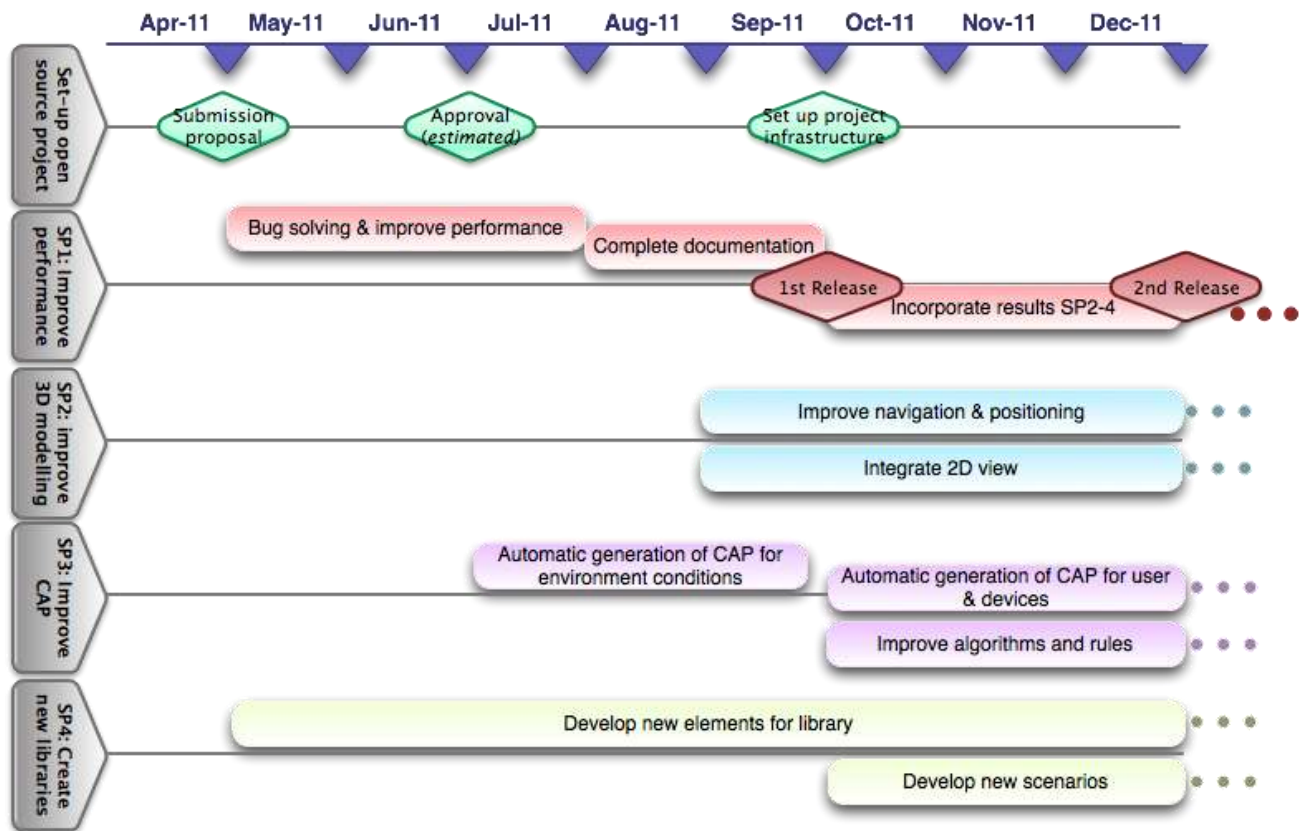 Apr-11 May-11 Jun-11 Jul-11 Aug-11 Sep-11 Oct-11 Nov-11 Dec-11
Set-up open
source project
Submission
proposal
Approval
(estimated)
Set up project
infrastructure
SP1: Improve
performance
Bug solving & improve performance
Complete documentation
1st Release
2nd Release
Incorporate results SP2-4
SP2: improve
3D modelling
Improve navigation & positioning
Integrate 2D view
SP3: Improve
CAP
Automatic generation of CAP for
environment conditions
Automatic generation of CAP for user
& devices
Improve algorithms and rules
SP4: Create
new libraries
Develop new elements for library
Develop new scenarios